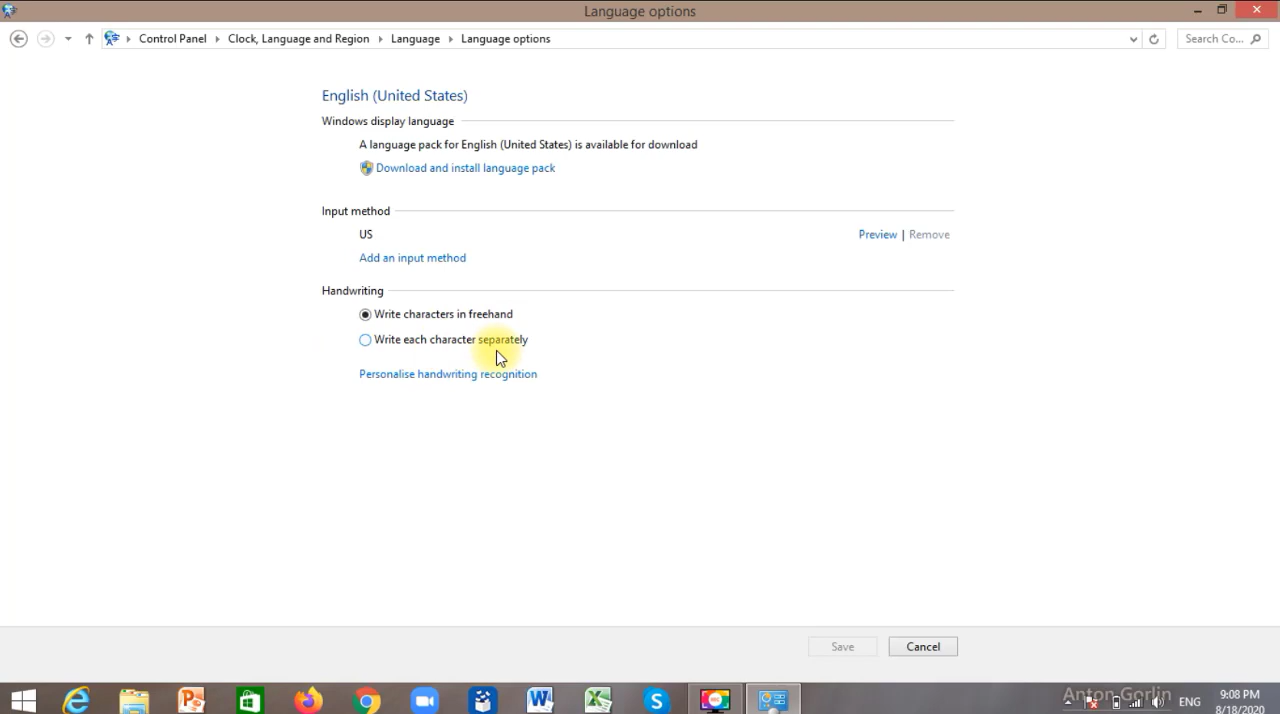 Language options
Control Panel
Clock, Language and Region
Language
Language options
Search Co...
English (United States)
Windows display language
A language pack for English (United States) is available for download
Download and install language pack
Input method
US
Preview | Remove
Add an input method
Handwriting
Write characters in freehand
Write each character separately
Personalise handwriting recognition
Save
Cancel
Anton Gorlin
ENG
9:08 PM
8/18/2020